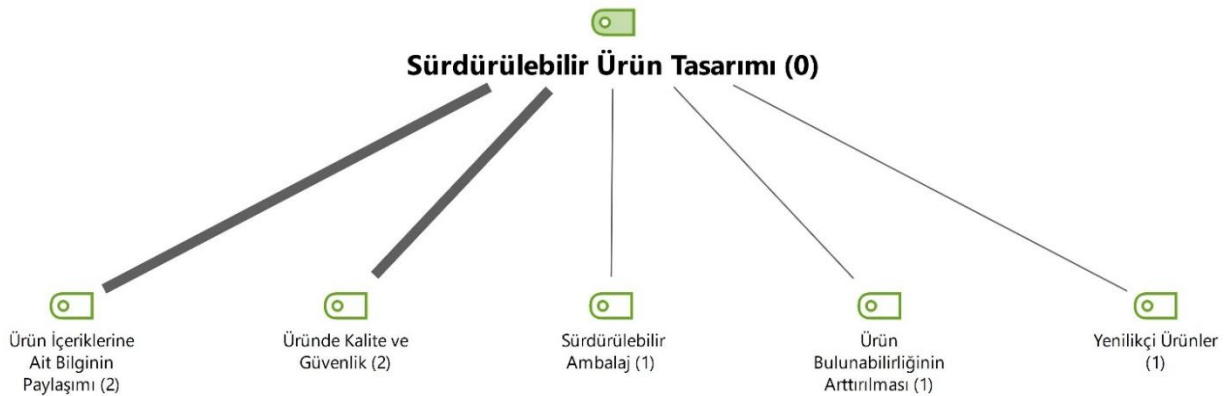 Sürdürülebilir Ürün Tasarımı (0)
Ürün İçeriklerine
Ait Bilginin
Paylaşımı (2)
Üründe Kalite ve
Güvenlik (2)
Sürdürülebilir
Ambalaj (1)
Ürün
Bulunabilirliğinin
Arttırılması (1)
Yenilikçi Ürünler
(1)